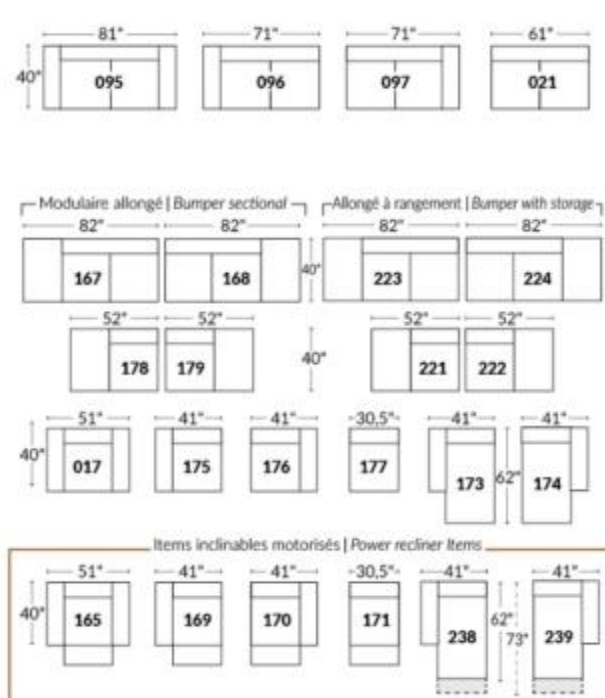 81" 71" 71" 61"
40" 095 096 097 021
Modulaire allongé | Bumper sectional Allongé à rangement | Bumper with storage
82" 82" 82" 82"
167 168 40" 223 224
52" 52" 52" 52"
178 179 40" 221 222
51" 41" 41" 30,5" 41" 41"
40" 017 175 176 177 173 62" 174
Items inclinables motorisés | Power recliner Items
51" 41" 41" 30,5" 41" 41"
40" 165 169 170 171 238 62" 73" 239